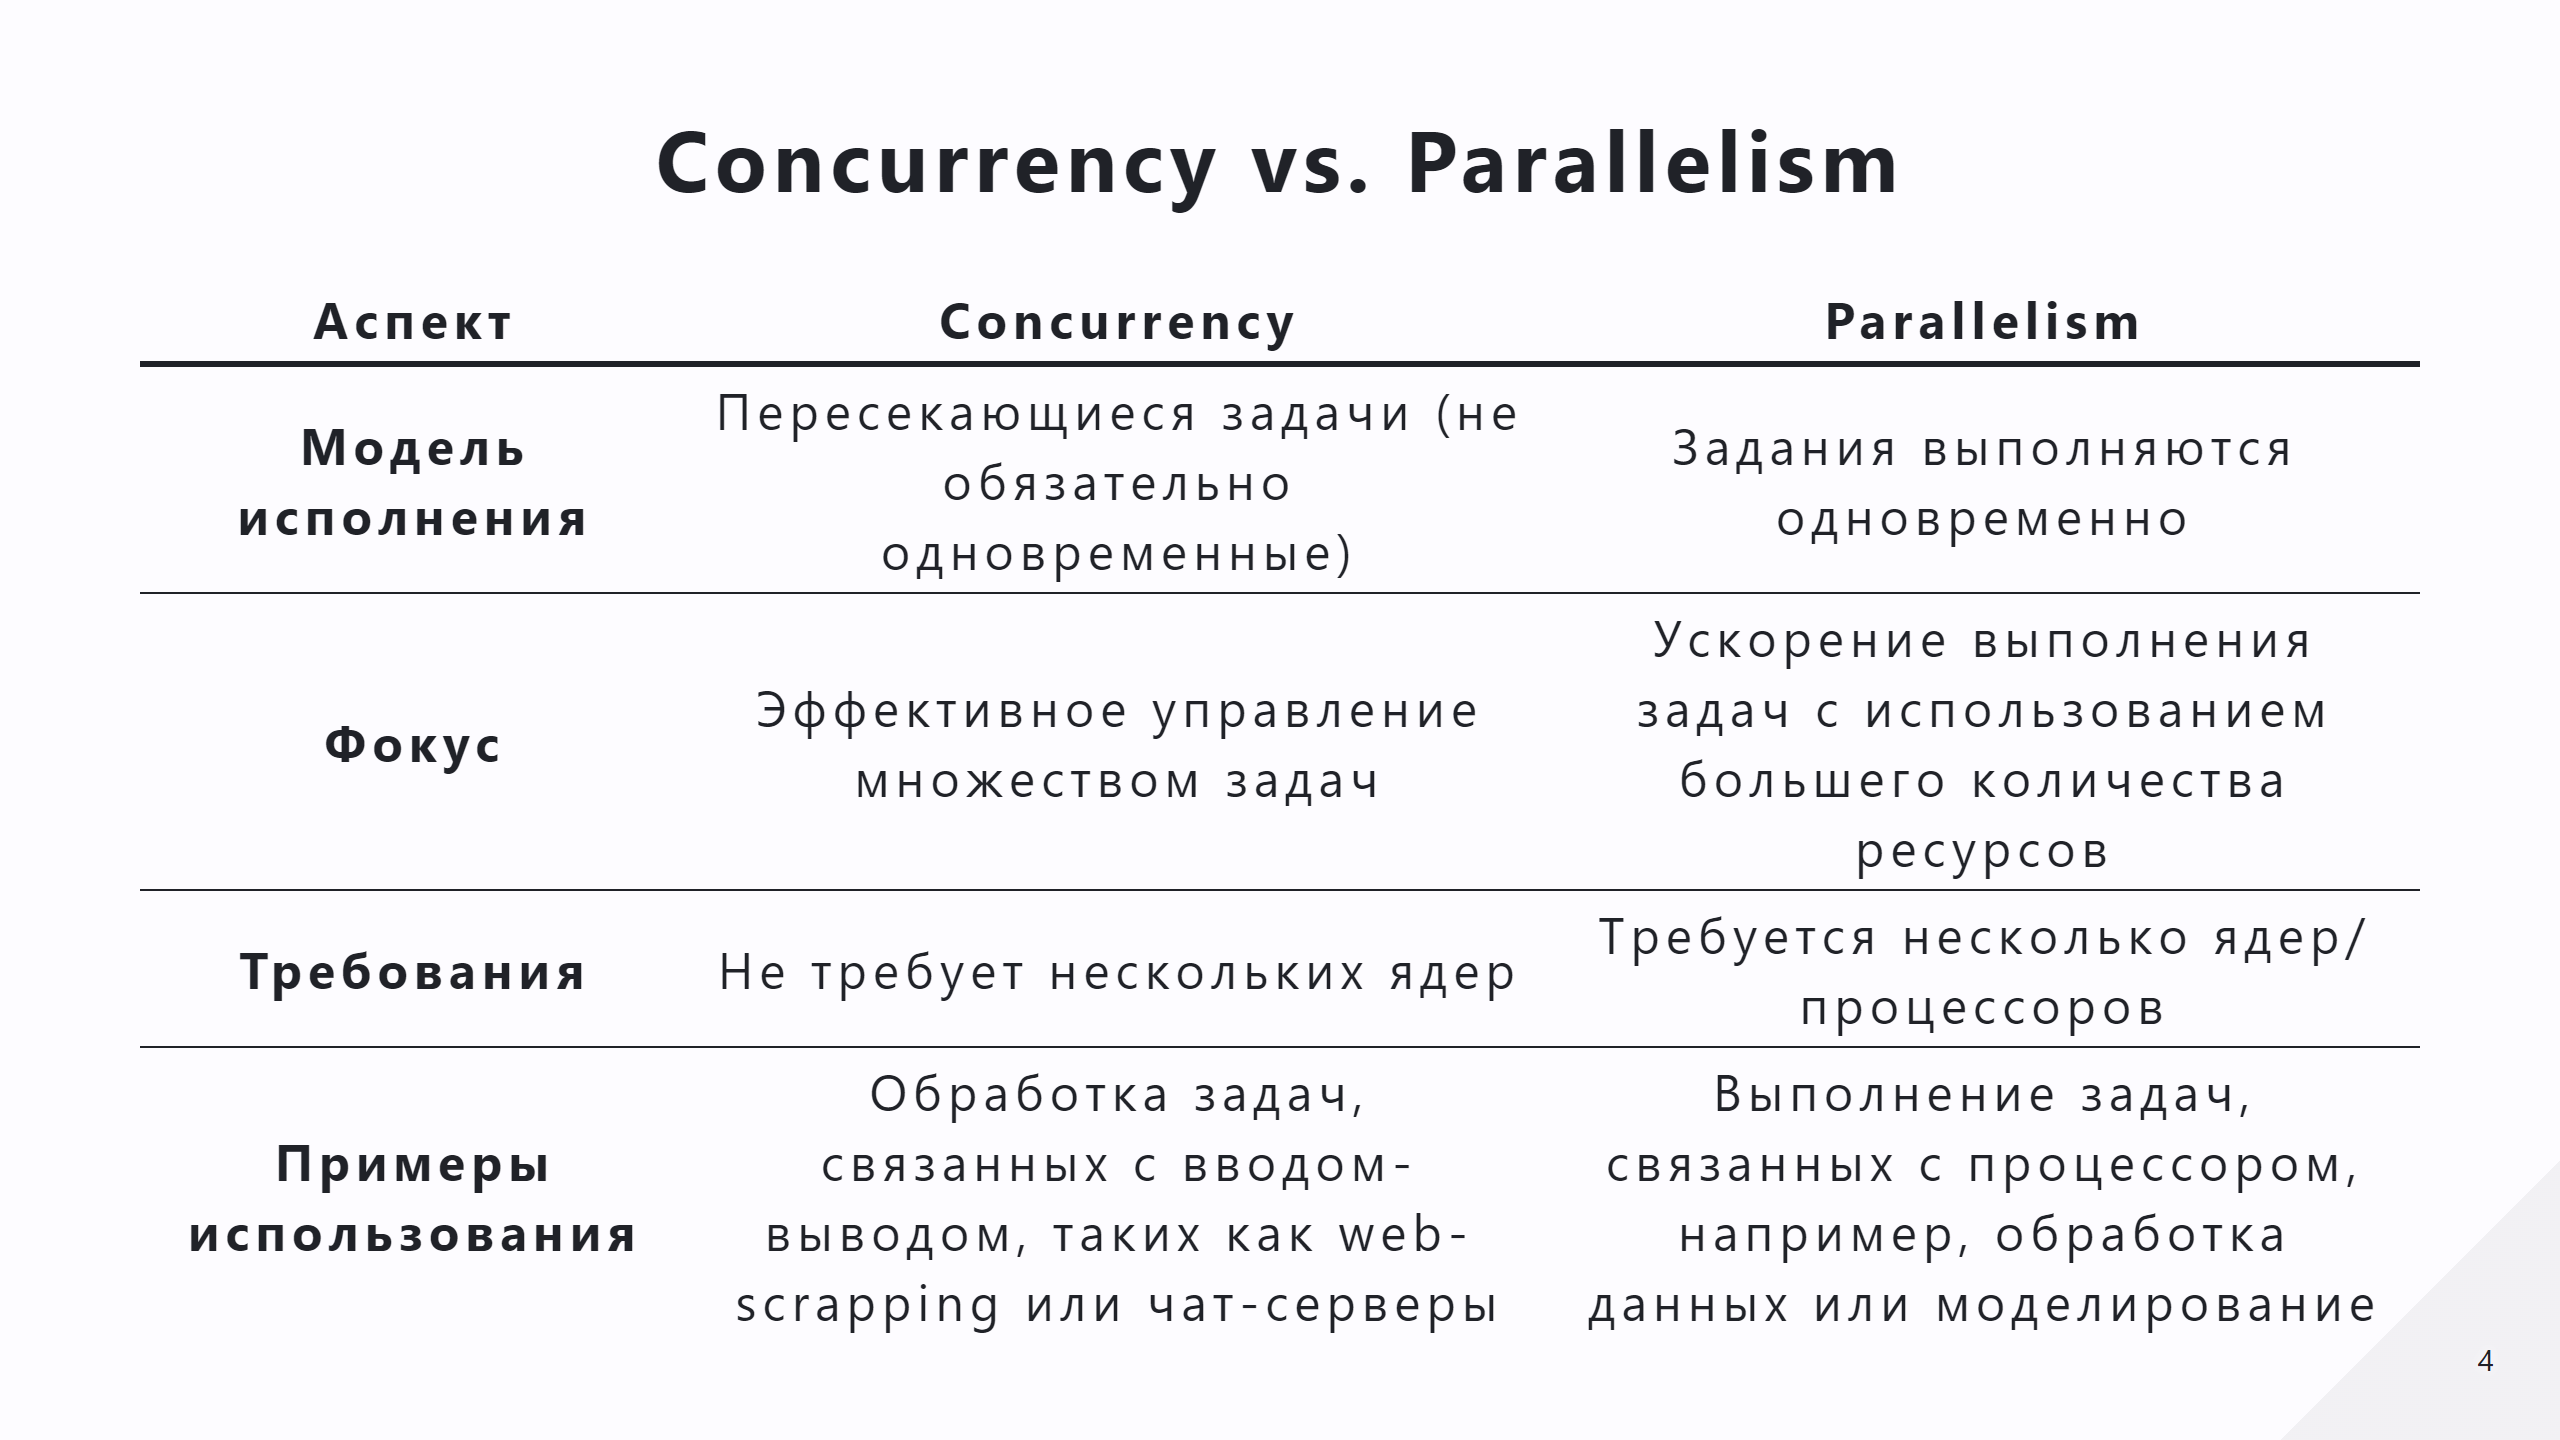 Concurrency vs. Parallelism
Аспект
Concurrency
Parallelism
Модель
исполнения
Пересекающиеся задачи (не
обязательно
одновременные)
Задания выполняются
одновременно
Фокус
Эффективное управление
множеством задач
Ускорение выполнения
задач с использованием
большего количества
ресурсов
Требования
Не требует нескольких ядер
Требуется несколько ядер/
процессоров
Примеры
использования
Обработка задач,
связанных с вводом-
выводом, таких как web-
scrapping или чат-серверы
Выполнение задач,
связанных с процессором,
например, обработка
данных или моделирование
4